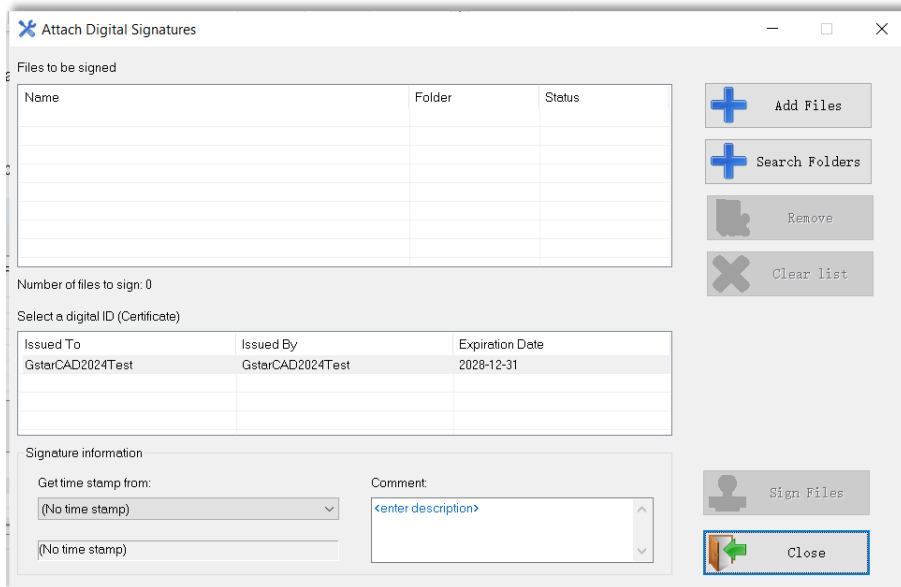 Attach Digital Signatures
Files to be signed
Name Folder Status
Add Files
Search Folders
Remove
Clear list
Number of files to sign: 0
Select a digital ID (Certificate)
Issued To Issued By Expiration Date
GstarCAD2024Test GstarCAD2024Test 2028-12-31
Signature information
Get time stamp from: Comment:
(No time stamp) <enter description>
(No time stamp)
Sign Files
Close